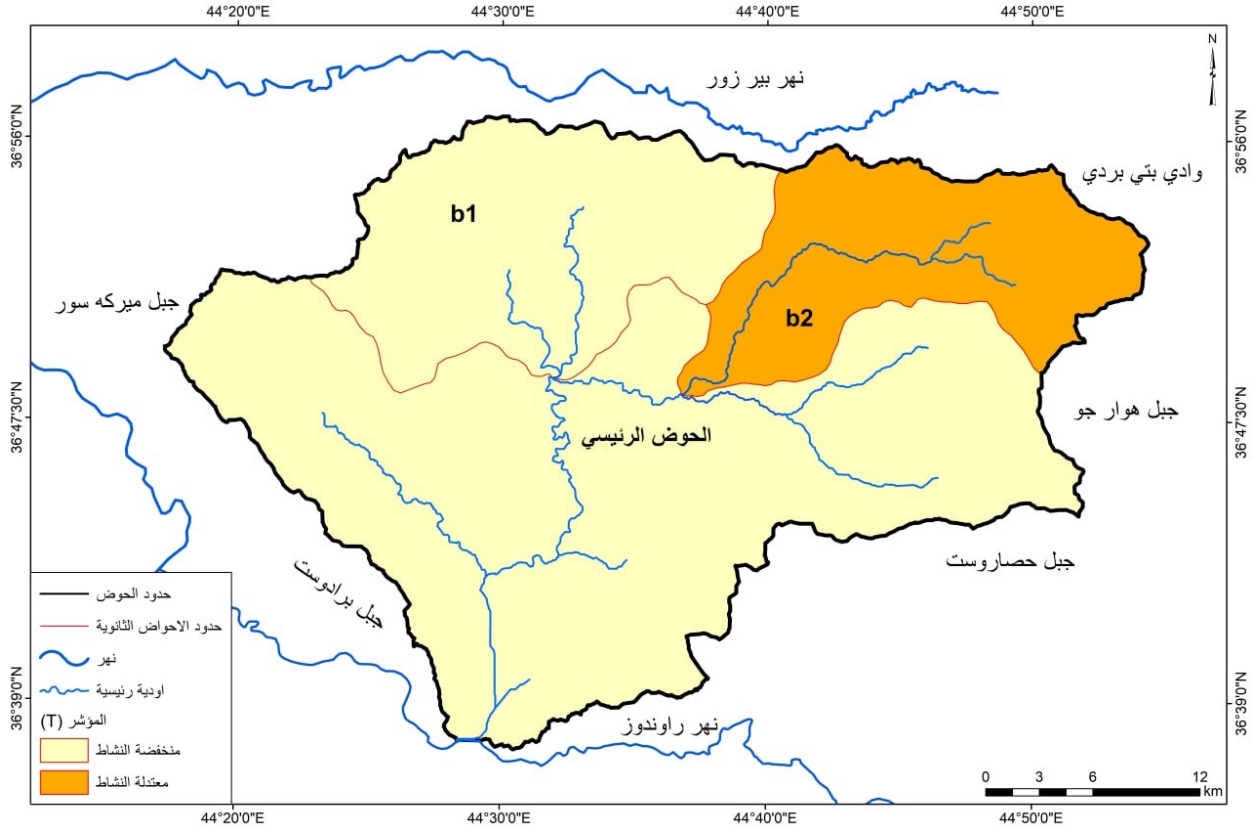 44°20'0"E 44°30'0"E 44°40'0"E 44°50'0"E
N
نهر بير زور
36°56'0"N
36°56'0"N
وادي بتي بردي
b1
جبل ميركه سور
b2
جبل هوار جو
36°47'30"N
36°47'30"N
الحوض الرئيسي
جبل حصاروست
جبل برادوست
حدود الحوض
حدود الاحواض الثانوية
نهر
اودية رئيسية
المؤشر (T)
منخفضة النشاط
معتدلة النشاط
36°39'0"N
36°39'0"N
نهر راوندوز
0 3 6 12
km
44°20'0"E 44°30'0"E 44°40'0"E 44°50'0"E